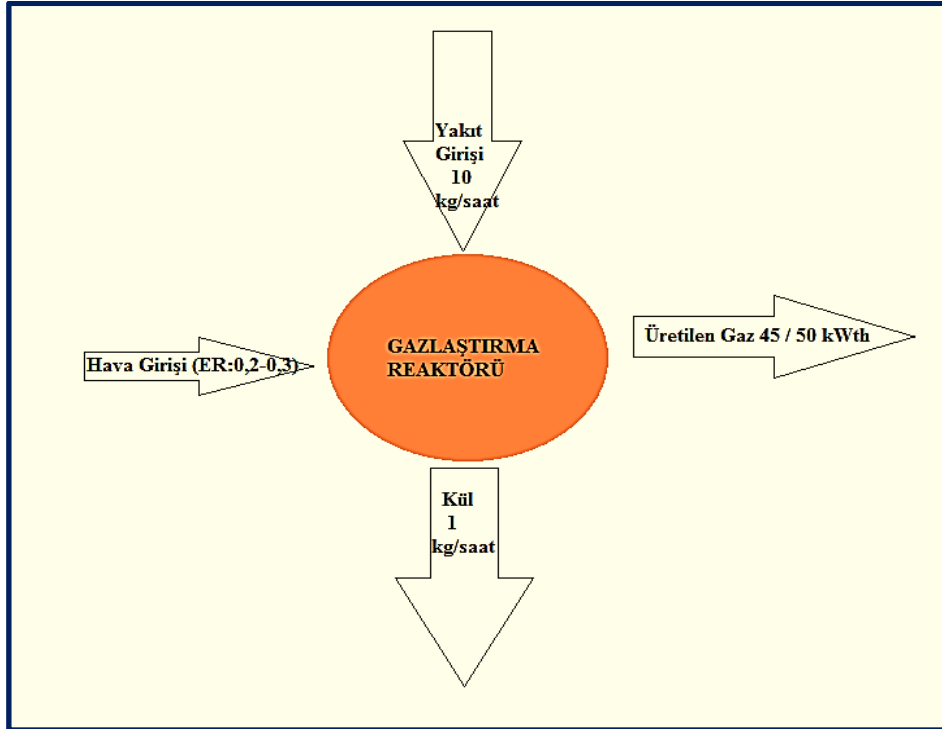 Yakıt
Girişi
10
kg/saat
GAZLAŞTIRMA
REAKTÖRÜ
Üretilen Gaz 45 / 50 kWth
Hava Girişi (ER:0,2-0,3)
Kül
1
kg/saat